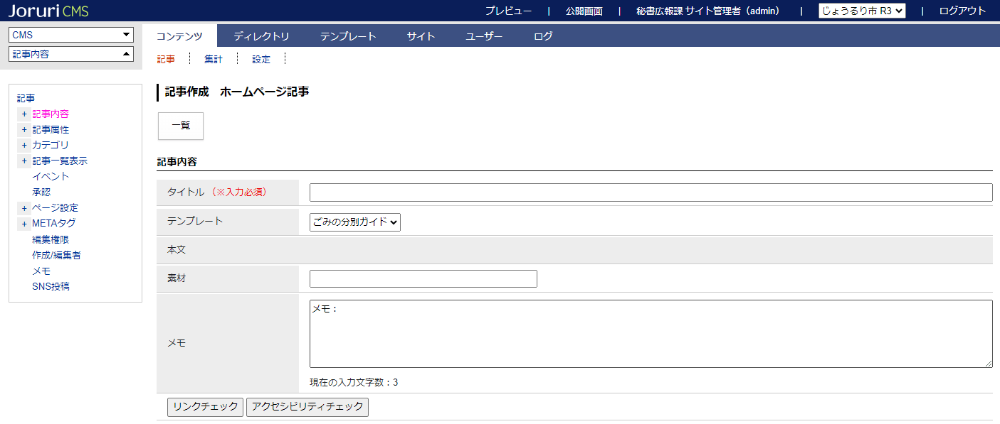 Joruri CMS プレビュー | 公開画面 | 秘書広報課 サイト管理者（admin） | じょうるり市 R3 | ログアウト
CMS
記事内容
コンテンツ ディレクトリ テンプレート サイト ユーザー ログ
記事 集計 設定
記事
+ 記事内容
+ 記事属性
+ カテゴリ
+ 記事一覧表示
イベント
承認
+ ページ設定
+ METAタグ
編集権限
作成/編集者
メモ
SNS投稿
記事作成　ホームページ記事
一覧
記事内容
タイトル （※入力必須）
テンプレート ごみの分別ガイド
本文
素材
メモ メモ：
現在の入力文字数：3
リンクチェック アクセシビリティチェック